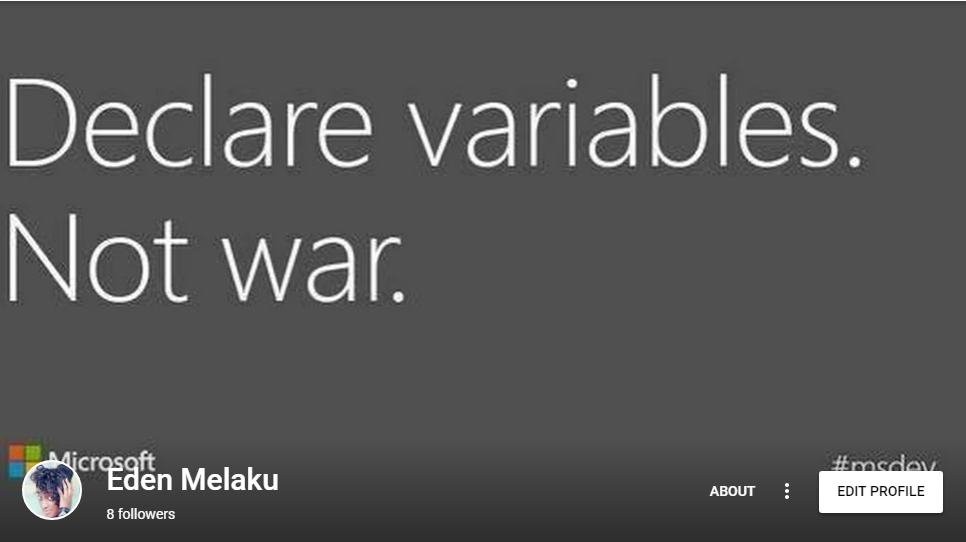 Declare variables.
Not war.
Microsoft
#msdev
Eden Melaku
8 followers
ABOUT
EDIT PROFILE